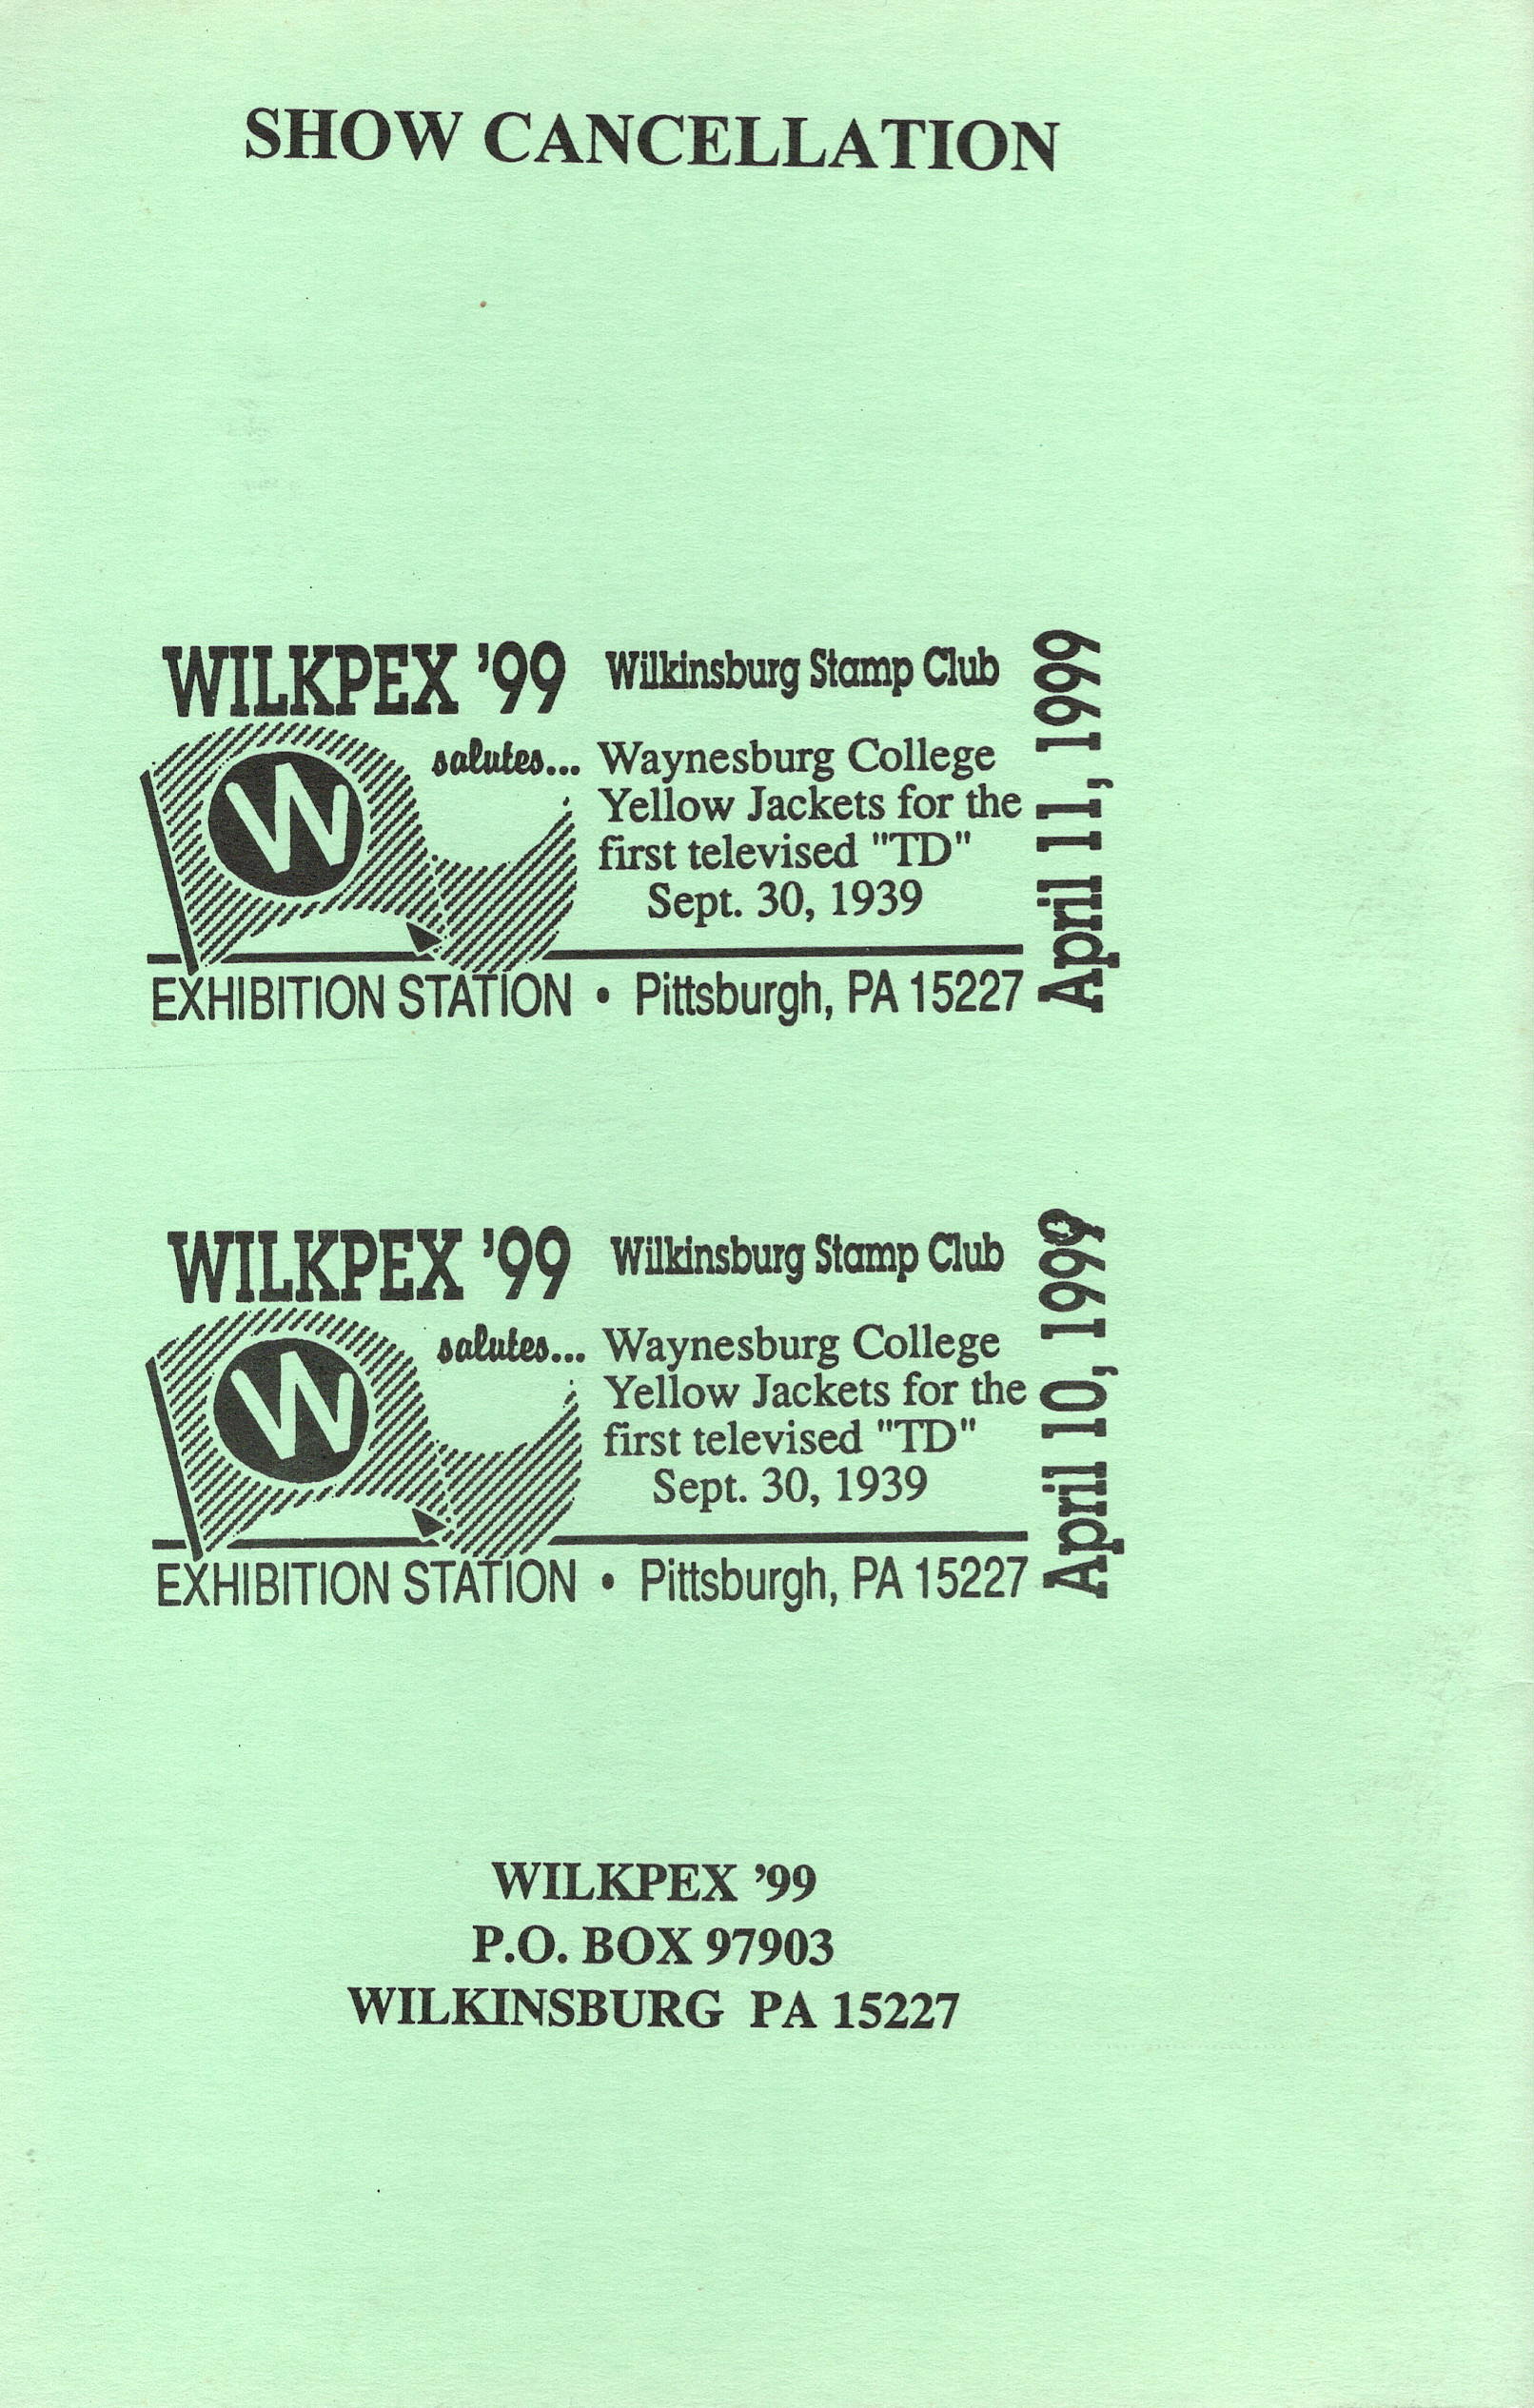 SHOW CANCELLATION
WILKPEX '99 Wilkinsburg Stamp Club
W
salutes... Waynesburg College
Yellow Jackets for the
first televised "TD"
Sept. 30, 1939
EXHIBITION STATION • Pittsburgh, PA 15227
April 11, 1999
WILKPEX '99 Wilkinsburg Stamp Club
W
salutes... Waynesburg College
Yellow Jackets for the
first televised "TD"
Sept. 30, 1939
EXHIBITION STATION • Pittsburgh, PA 15227
April 10, 1999
WILKPEX '99
P.O. BOX 97903
WILKINSBURG PA 15227